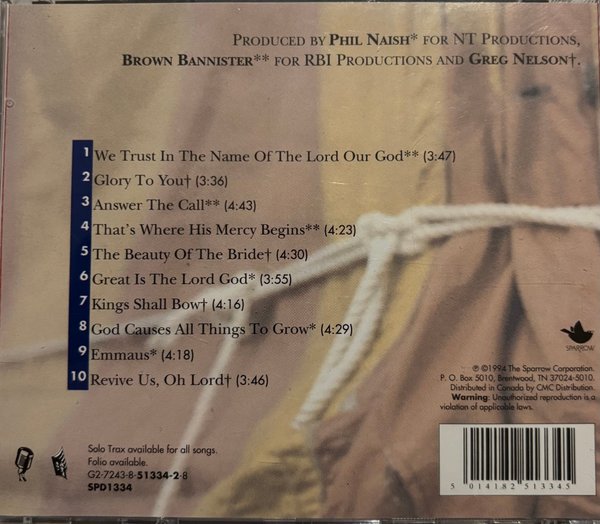 PRODUCED BY PHIL NAISH* FOR NT PRODUCTIONS,
BROWN BANNISTER** FOR RBI PRODUCTIONS AND GREG NELSON†.
1 We Trust In The Name Of The Lord Our God** (3:47)
2 Glory To You† (3:36)
3 Answer The Call** (4:43)
4 That's Where His Mercy Begins** (4:23)
5 The Beauty Of The Bride† (4:30)
6 Great Is The Lord God* (3:55)
7 Kings Shall Bow† (4:16)
8 God Causes All Things To Grow* (4:29)
9 Emmaus* (4:18)
10 Revive Us, Oh Lord† (3:46)
SPARROW
℗©1994 The Sparrow Corporation.
P. O. Box 5010, Brentwood, TN 37024-5010.
Distributed in Canada by CMC Distribution.
Warning: Unauthorized reproduction is a
violation of applicable laws.
Solo Trax available for all songs.
Folio available.
G2-7243-8-51334-2-8
SPD1334
5 014182 513345